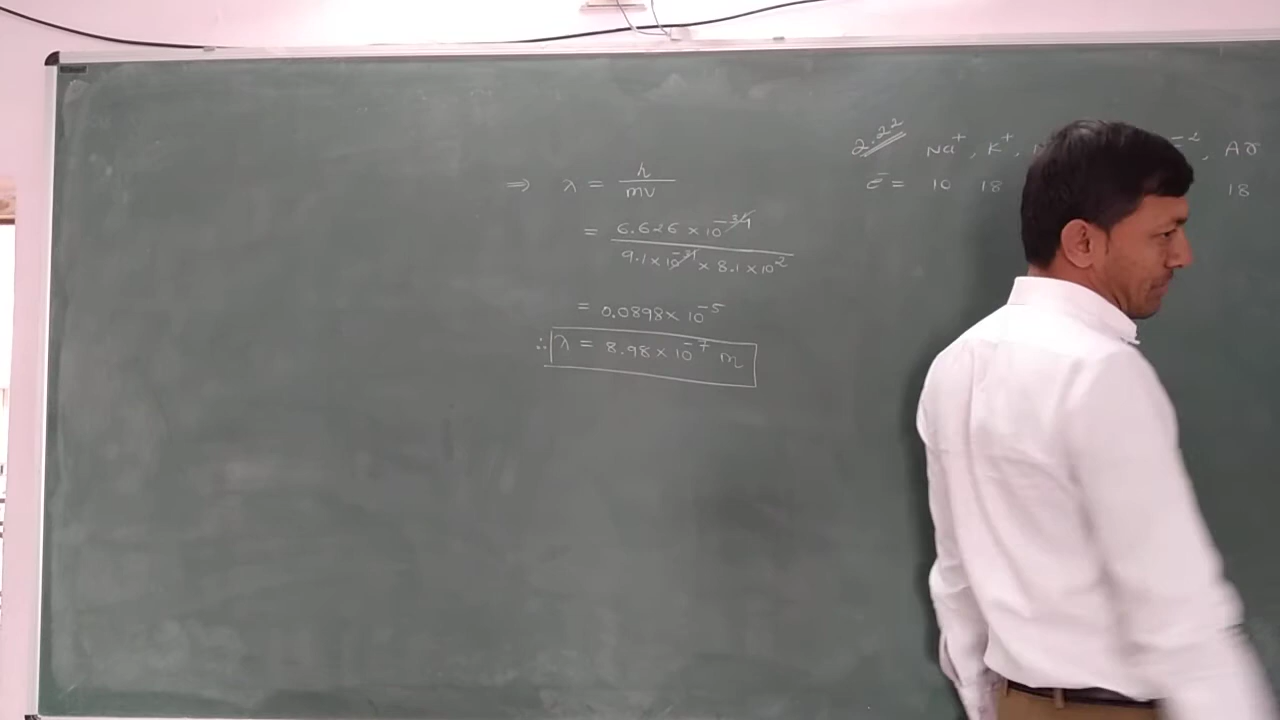 ⇒ λ = h / mv
= 6.626 × 10⁻³⁴ / 9.1 × 10⁻³¹ × 8.1 × 10²
= 0.0898 × 10⁻⁵
∴ λ = 8.98 × 10⁻⁷ m
2.22 Na⁺, K⁺, ⁻², Ar
e⁻ = 10 18 18